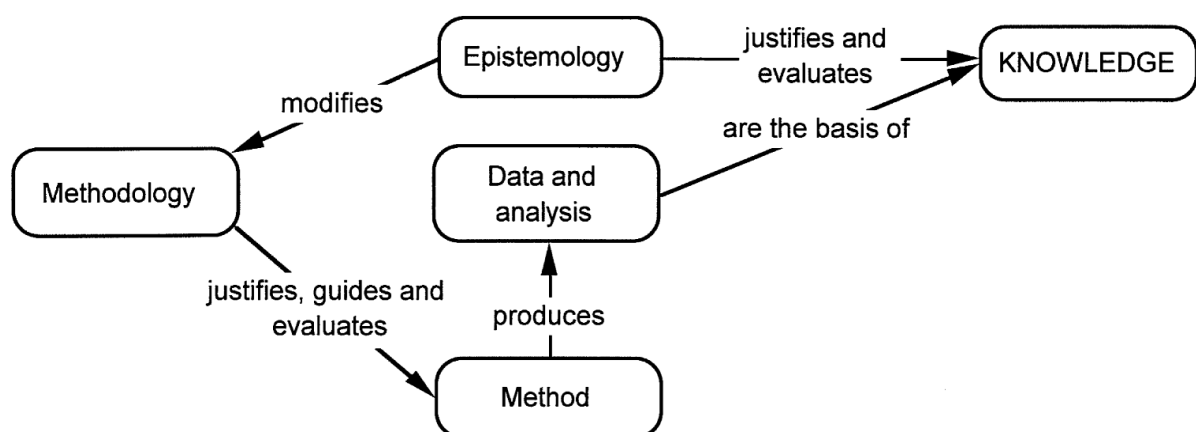 Epistemology
justifies and
evaluates
KNOWLEDGE
modifies
are the basis of
Methodology
Data and
analysis
justifies, guides and
evaluates
produces
Method